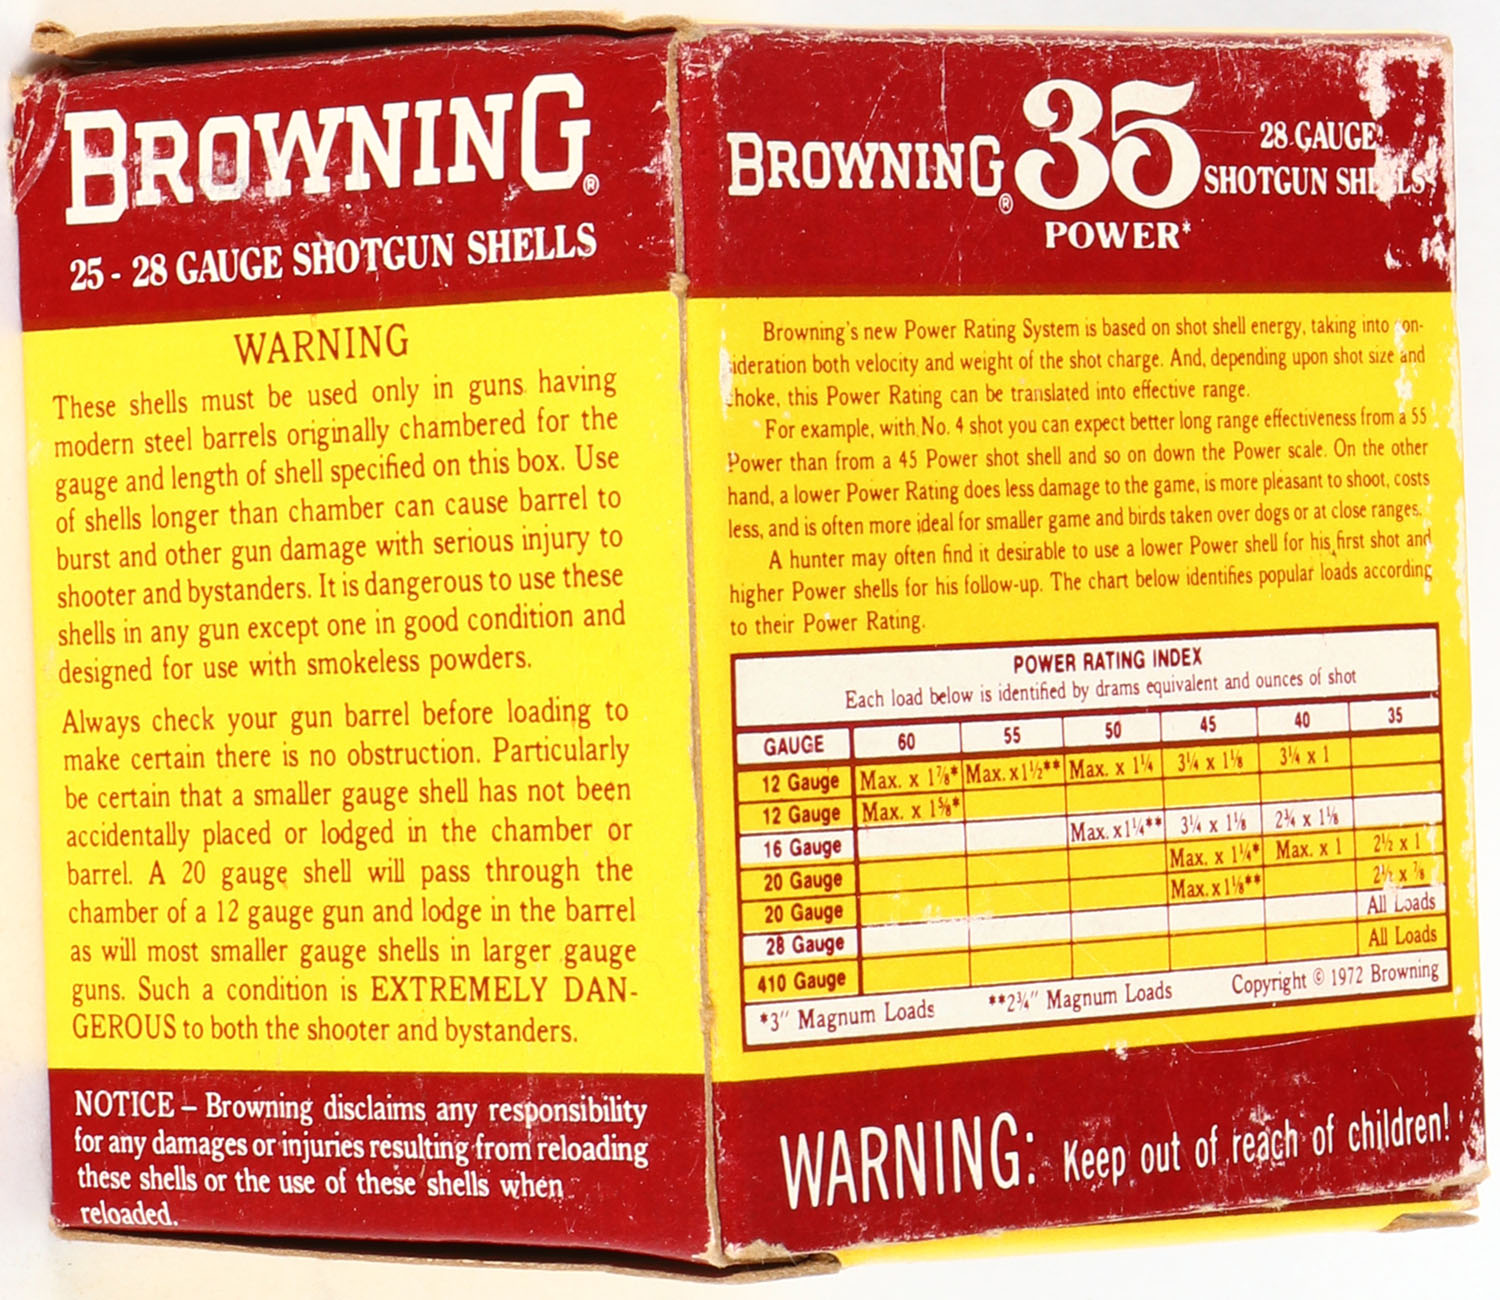 BROWNING®
25 - 28 GAUGE SHOTGUN SHELLS
WARNING
These shells must be used only in guns having
modern steel barrels originally chambered for the
gauge and length of shell specified on this box. Use
of shells longer than chamber can cause barrel to
burst and other gun damage with serious injury to
shooter and bystanders. It is dangerous to use these
shells in any gun except one in good condition and
designed for use with smokeless powders.
Always check your gun barrel before loading to
make certain there is no obstruction. Particularly
be certain that a smaller gauge shell has not been
accidentally placed or lodged in the chamber or
barrel. A 20 gauge shell will pass through the
chamber of a 12 gauge gun and lodge in the barrel
as will most smaller gauge shells in larger gauge
guns. Such a condition is EXTREMELY DAN-
GEROUS to both the shooter and bystanders.
NOTICE – Browning disclaims any responsibility
for any damages or injuries resulting from reloading
these shells or the use of these shells when
reloaded.
BROWNING® 35 28 GAUGE
POWER* SHOTGUN SHELLS
Browning's new Power Rating System is based on shot shell energy, taking into con-
sideration both velocity and weight of the shot charge. And, depending upon shot size and
choke, this Power Rating can be translated into effective range.
For example, with No. 4 shot you can expect better long range effectiveness from a 55
Power than from a 45 Power shot shell and so on down the Power scale. On the other
hand, a lower Power Rating does less damage to the game, is more pleasant to shoot, costs
less, and is often more ideal for smaller game and birds taken over dogs or at close ranges.
A hunter may often find it desirable to use a lower Power shell for his first shot and
higher Power shells for his follow-up. The chart below identifies popular loads according
to their Power Rating.
POWER RATING INDEX
Each load below is identified by drams equivalent and ounces of shot
GAUGE 60 55 50 45 40 35
12 Gauge Max. x 1⅞* Max. x 1½** Max. x 1¼ 3¼ x 1⅛ 3¼ x 1
12 Gauge Max. x 1⅝*
16 Gauge Max. x 1¼** 3¼ x 1⅛ 2¾ x 1⅛
20 Gauge Max. x 1¼* Max. x 1 2½ x 1
20 Gauge Max. x 1⅛** 2½ x ⅞
28 Gauge All Loads
410 Gauge All Loads
*3" Magnum Loads **2¾" Magnum Loads Copyright © 1972 Browning
WARNING: Keep out of reach of children!